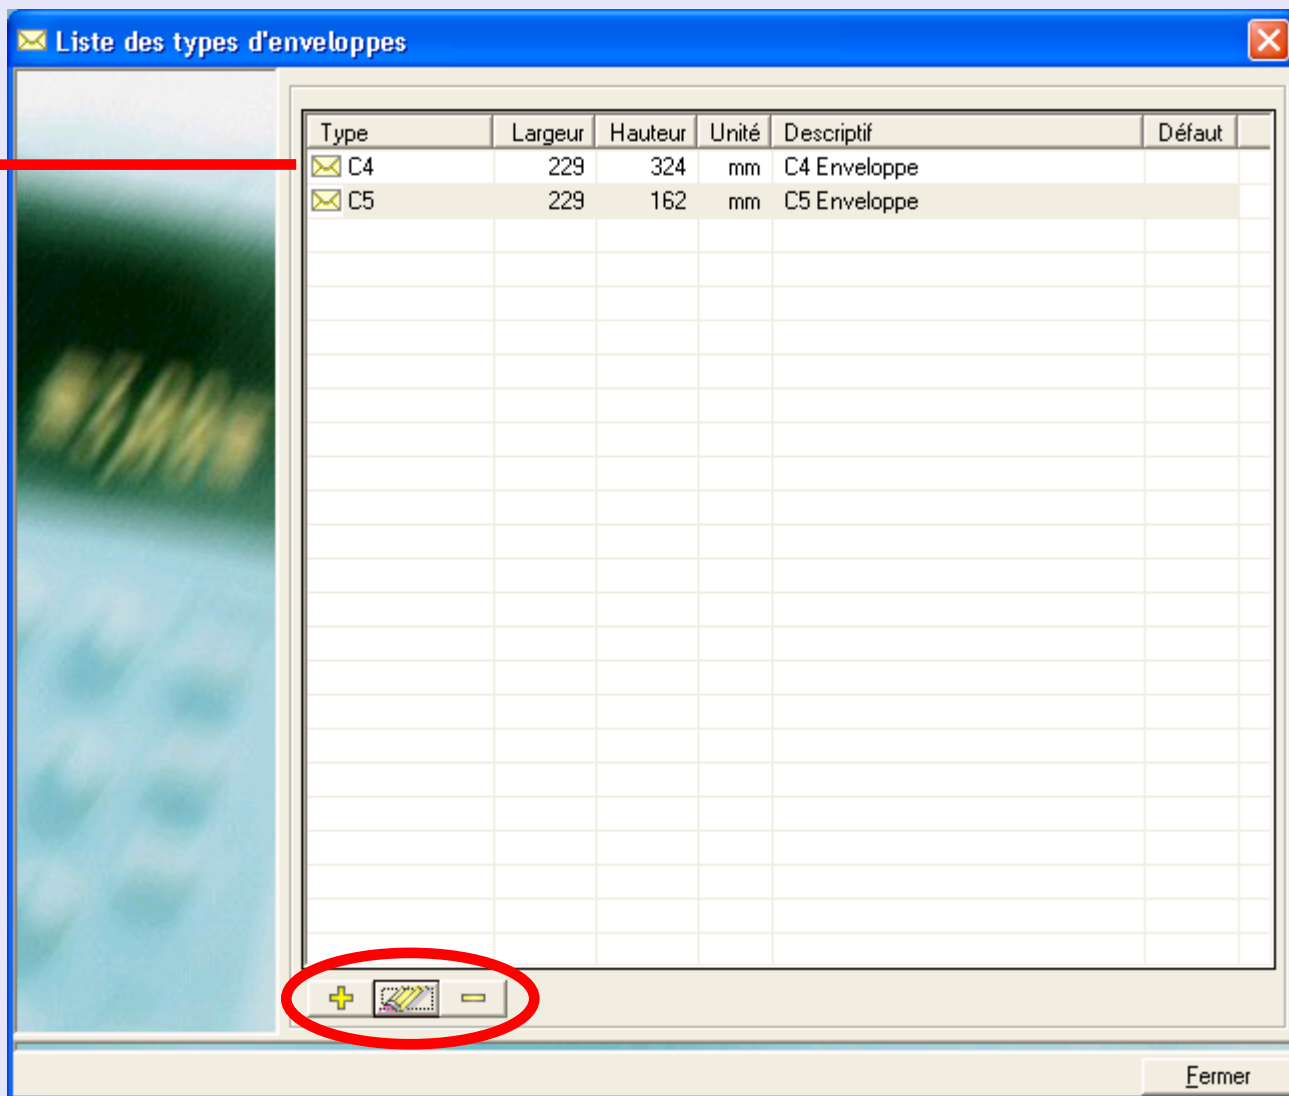 Liste des types d'enveloppes
Type Largeur Hauteur Unité Descriptif Défaut
C4 229 324 mm C4 Enveloppe
C5 229 162 mm C5 Enveloppe
Fermer